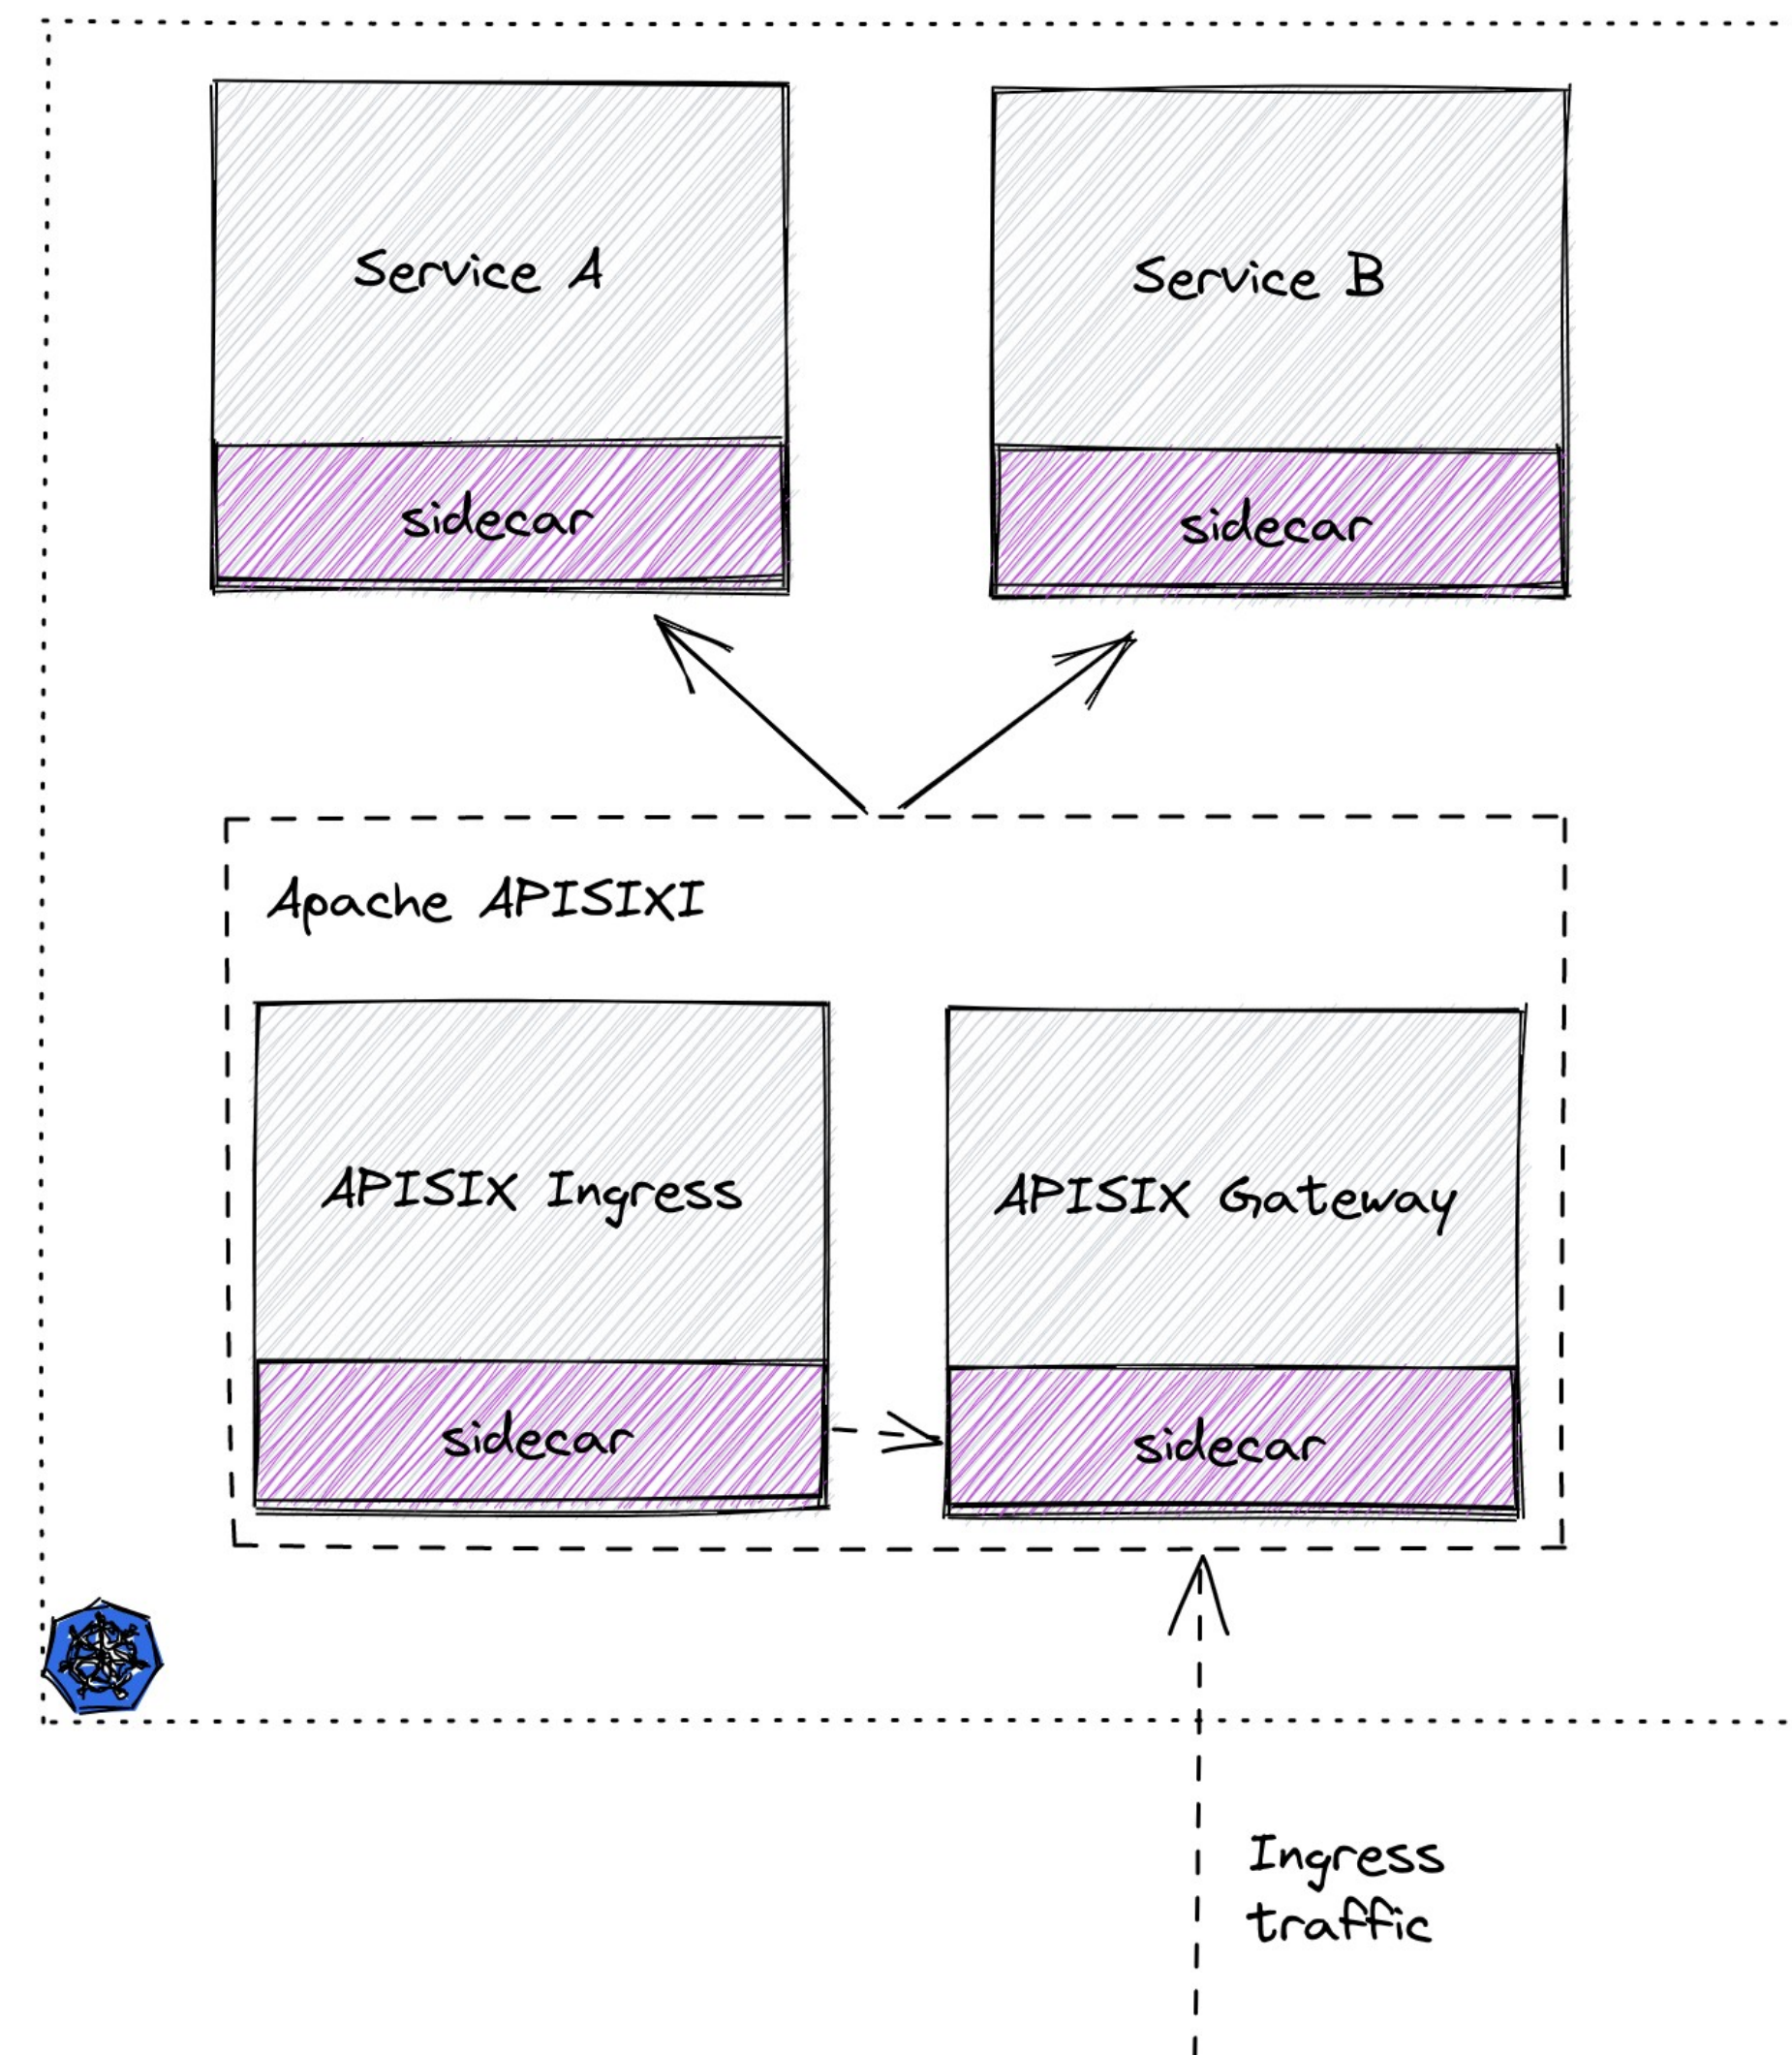 Service A
Service B
sidecar
sidecar
Apache APISIXI
APISIX Ingress
APISIX Gateway
sidecar
sidecar
Ingress
traffic